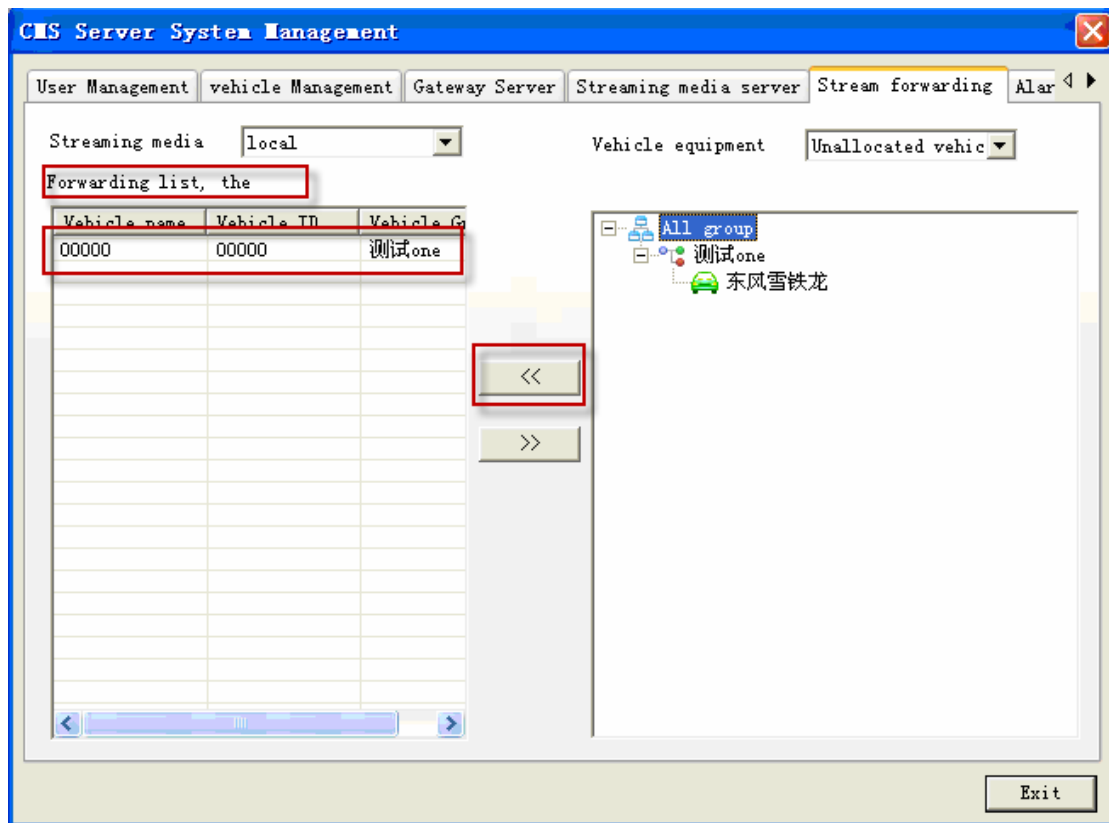 CMS Server System Management
User Management vehicle Management Gateway Server Streaming media server Stream forwarding Alar
Streaming media local
Vehicle equipment Unallocated vehic
Forwarding list, the
Vehicle name Vehicle ID Vehicle G
00000 00000 测试one
All group
测试one
东风雪铁龙
<<
>>
Exit